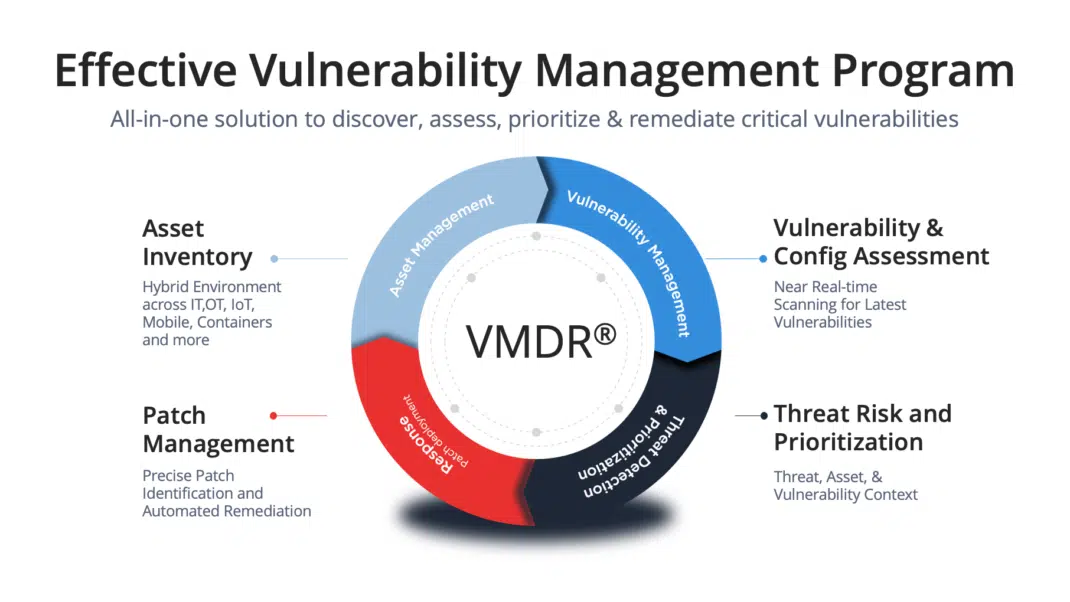 Effective Vulnerability Management Program
All-in-one solution to discover, assess, prioritize & remediate critical vulnerabilities
Asset
Inventory
Hybrid Environment
across IT,OT, IoT,
Mobile, Containers
and more
Asset Management
Vulnerability Management
Vulnerability &
Config Assessment
Near Real-time
Scanning for Latest
Vulnerabilities
VMDR®
Patch
Management
Precise Patch
Identification and
Automated Remediation
Response
Patch deployment
Threat Detection
& Prioritization
Threat Risk and
Prioritization
Threat, Asset, &
Vulnerability Context